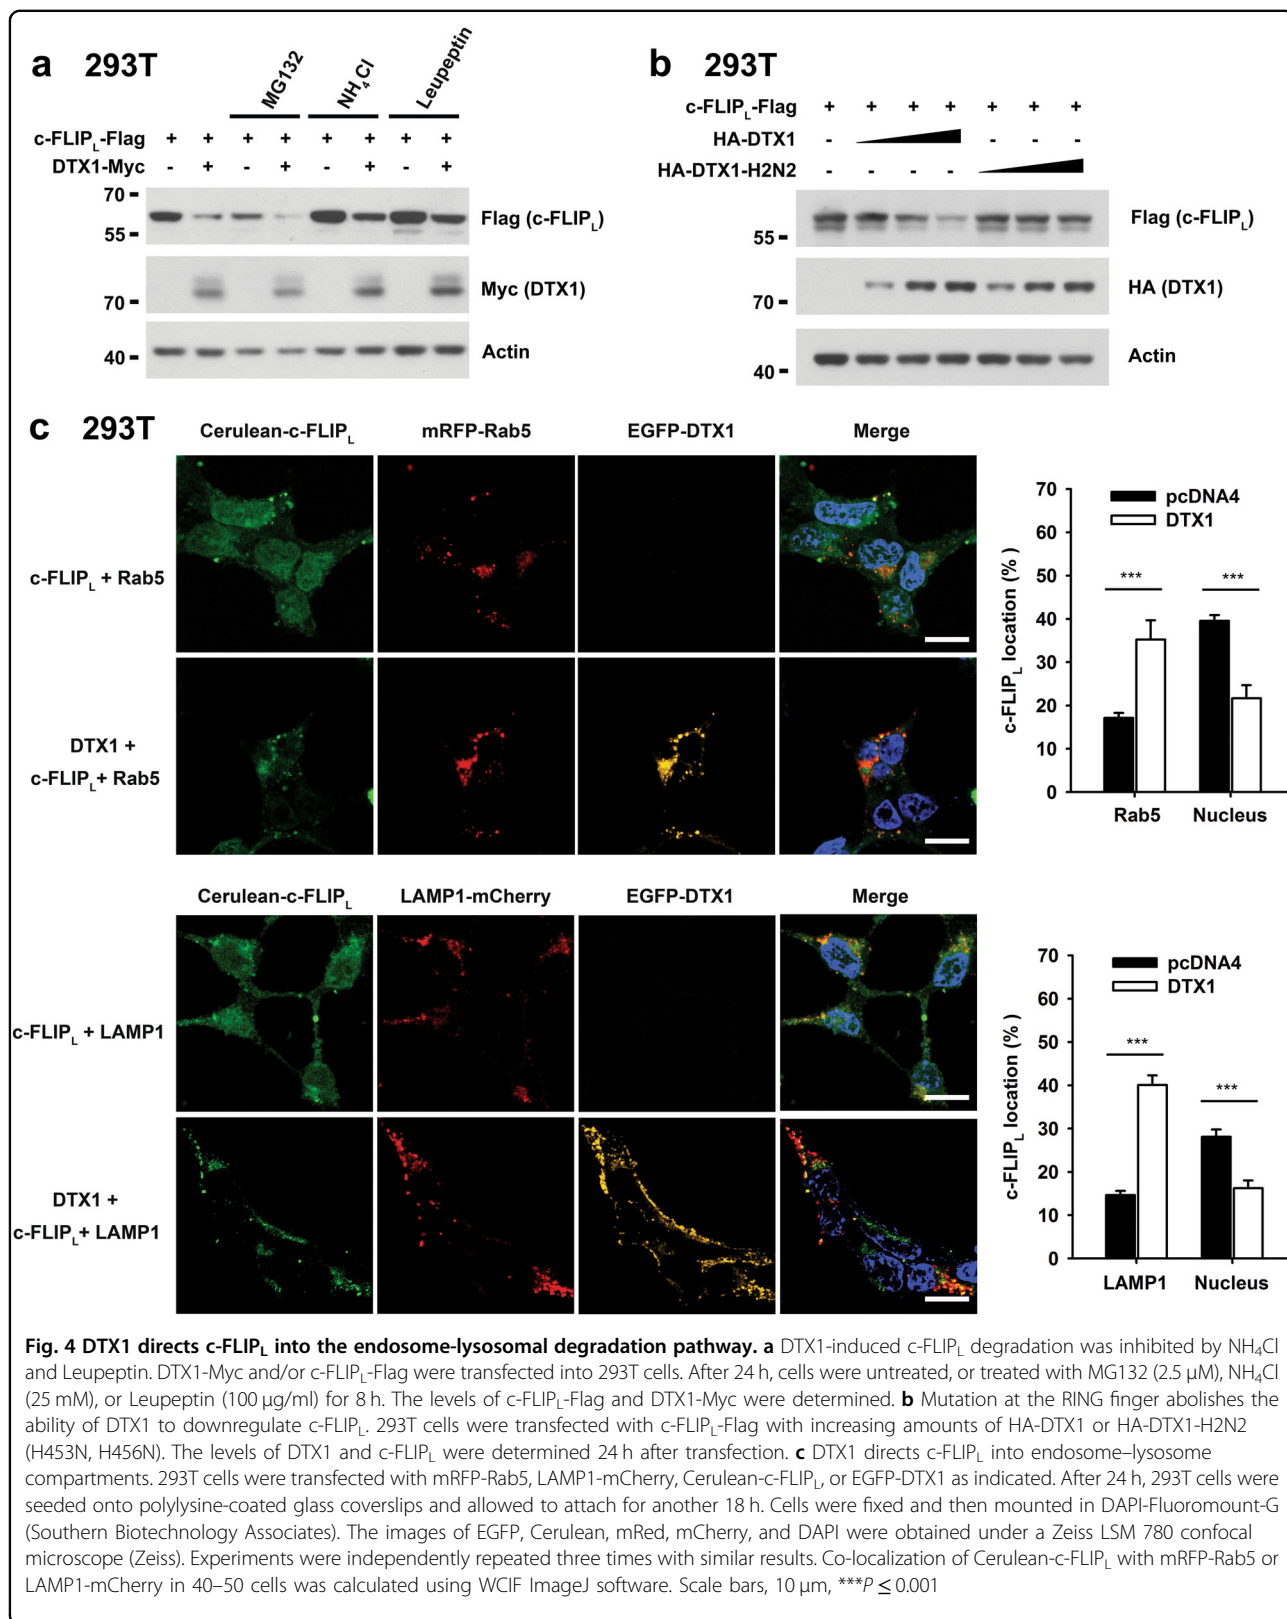 a 293T
MG132
NH4Cl
Leupeptin
c-FLIPL-Flag + + + + + + + +
DTX1-Myc - + - + - + - +
70
55
Flag (c-FLIPL)
70
Myc (DTX1)
40
Actin
b 293T
c-FLIPL-Flag + + + + + + +
HA-DTX1 - - - -
HA-DTX1-H2N2 - - - -
55
Flag (c-FLIPL)
70
HA (DTX1)
40
Actin
c 293T
Cerulean-c-FLIPL mRFP-Rab5 EGFP-DTX1 Merge
c-FLIPL + Rab5
DTX1 +
c-FLIPL+ Rab5
c-FLIPL location (%)
70
60
50
40
30
20
10
0
pcDNA4
DTX1
*** ***
Rab5 Nucleus
Cerulean-c-FLIPL LAMP1-mCherry EGFP-DTX1 Merge
c-FLIPL + LAMP1
DTX1 +
c-FLIPL+ LAMP1
c-FLIPL location (%)
70
60
50
40
30
20
10
0
pcDNA4
DTX1
***
***
LAMP1 Nucleus
Fig. 4 DTX1 directs c-FLIPL into the endosome-lysosomal degradation pathway. a DTX1-induced c-FLIPL degradation was inhibited by NH4Cl
and Leupeptin. DTX1-Myc and/or c-FLIPL-Flag were transfected into 293T cells. After 24 h, cells were untreated, or treated with MG132 (2.5 μM), NH4Cl
(25 mM), or Leupeptin (100 μg/ml) for 8 h. The levels of c-FLIPL-Flag and DTX1-Myc were determined. b Mutation at the RING finger abolishes the
ability of DTX1 to downregulate c-FLIPL. 293T cells were transfected with c-FLIPL-Flag with increasing amounts of HA-DTX1 or HA-DTX1-H2N2
(H453N, H456N). The levels of DTX1 and c-FLIPL were determined 24 h after transfection. c DTX1 directs c-FLIPL into endosome–lysosome
compartments. 293T cells were transfected with mRFP-Rab5, LAMP1-mCherry, Cerulean-c-FLIPL, or EGFP-DTX1 as indicated. After 24 h, 293T cells were
seeded onto polylysine-coated glass coverslips and allowed to attach for another 18 h. Cells were fixed and then mounted in DAPI-Fluoromount-G
(Southern Biotechnology Associates). The images of EGFP, Cerulean, mRed, mCherry, and DAPI were obtained under a Zeiss LSM 780 confocal
microscope (Zeiss). Experiments were independently repeated three times with similar results. Co-localization of Cerulean-c-FLIPL with mRFP-Rab5 or
LAMP1-mCherry in 40–50 cells was calculated using WCIF ImageJ software. Scale bars, 10 μm, ***P ≤ 0.001